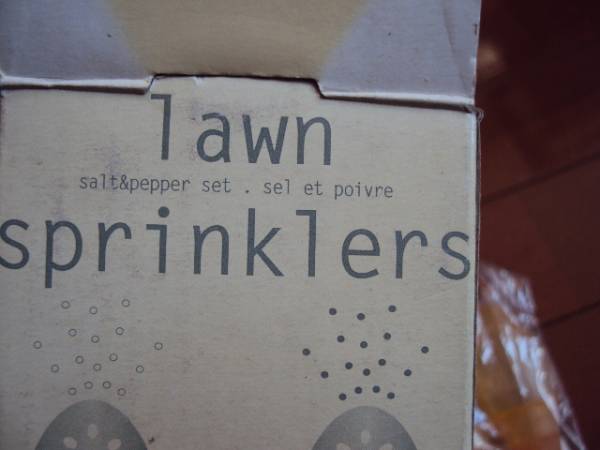 lawn
salt&pepper set . sel et poivre
sprinklers